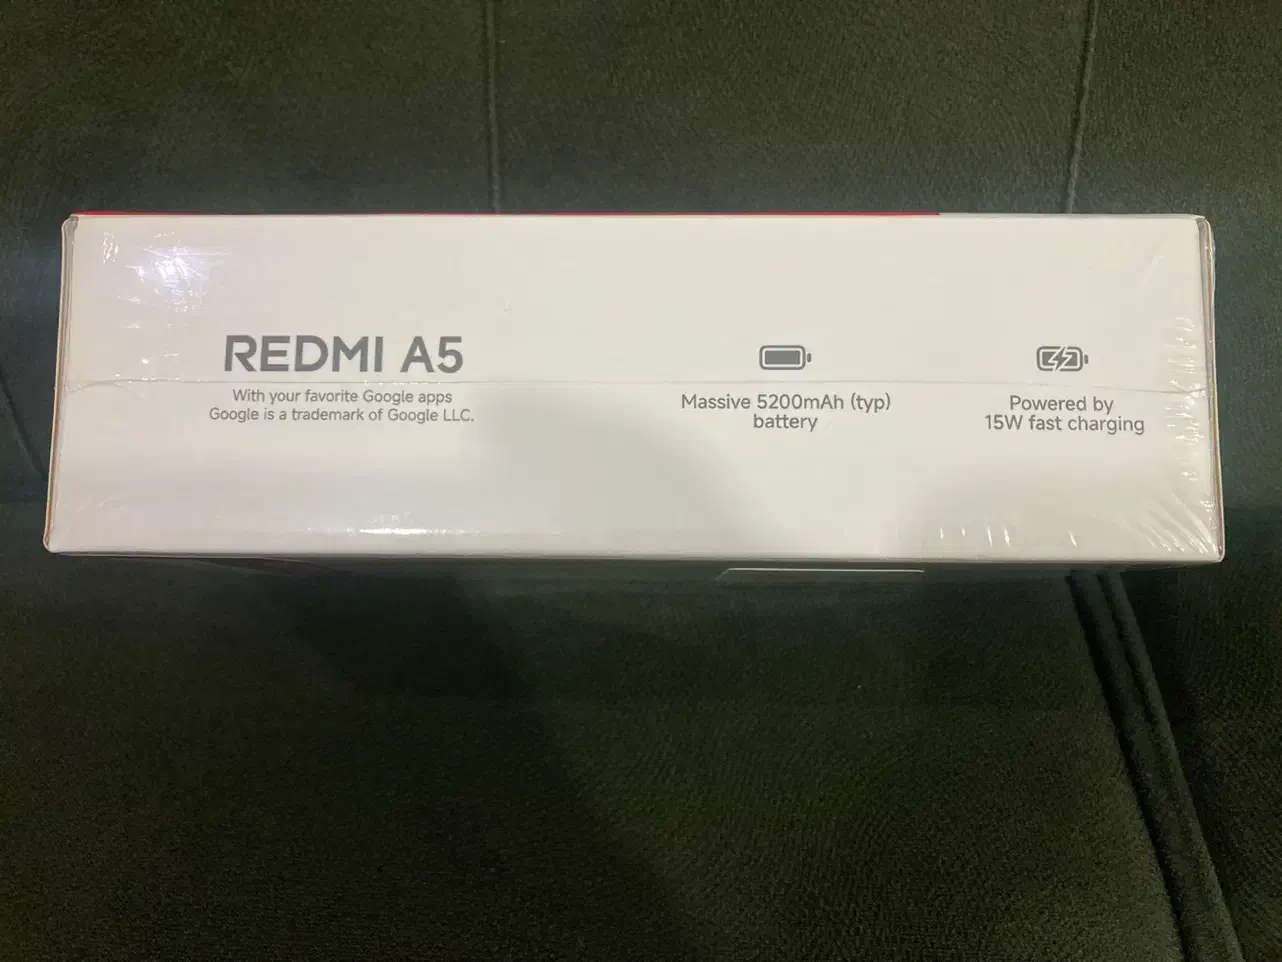 REDMI A5
With your favorite Google apps
Google is a trademark of Google LLC.
Massive 5200mAh (typ)
battery
Powered by
15W fast charging